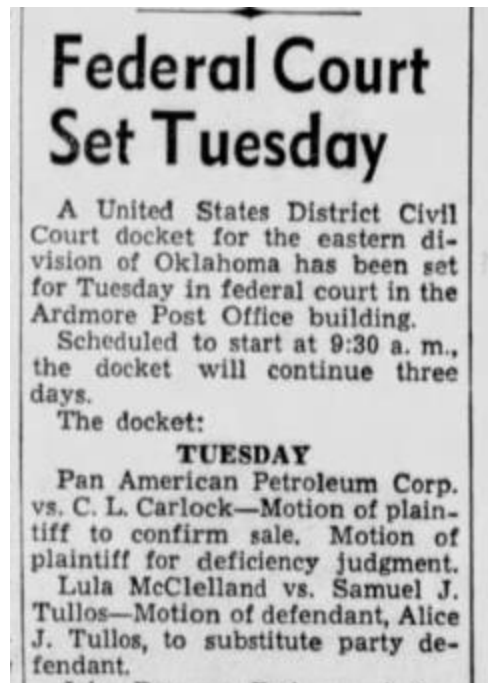 Federal Court
Set Tuesday
A United States District Civil
Court docket for the eastern di-
vision of Oklahoma has been set
for Tuesday in federal court in the
Ardmore Post Office building.
Scheduled to start at 9:30 a. m.,
the docket will continue three
days.
The docket:
TUESDAY
Pan American Petroleum Corp.
vs. C. L. Carlock—Motion of plain-
tiff to confirm sale. Motion of
plaintiff for deficiency judgment.
Lula McClelland vs. Samuel J.
Tullos—Motion of defendant, Alice
J. Tullos, to substitute party de-
fendant.